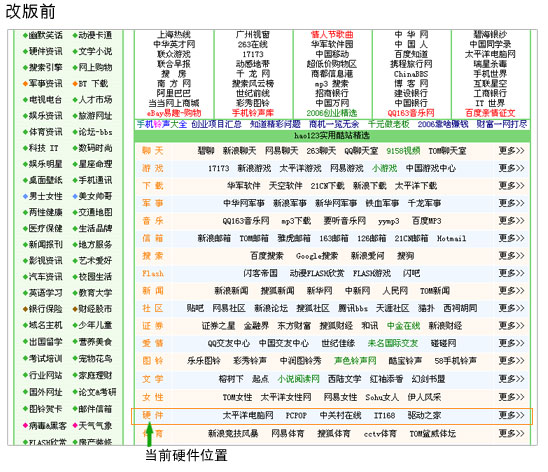 改版前
幽默笑话 动漫卡通
硬件资讯 文学小说
搜索引擎 网上购物
军事资讯 BT 下载
电视电台 人才市场
娱乐资讯 旅游网址
体育资讯 论坛-bbs
科技 IT 数码时尚
娱乐明星 星座命理
桌面壁纸 手机通讯
男士女性 美女帅哥
两性健康 交通地图
医疗保健 生活品牌
新闻报刊 地方服务
影视资讯 艺术爱好
汽车资讯 校园生活
英语学习 教育大学
银行保险 财经股市
域名主机 少年儿童
出国留学 营养美食
考试培训 宠物花鸟
行业网站 家庭理财
国外网址 论文&考研
图铃贺卡 邮件信箱
病毒&黑客 天气气象
FLASH欣赏 房产装修
上海热线 广州视窗 情人节歌曲 中 华 网 碧海银沙
中华英才网 263在线 华军软件园 中 国 人 中国同学录
联众游戏 17173 中国移动 百度知道 太平洋电脑网
联合早报 动感地带 超低价购物区 携程旅行网 瑞星杀毒
搜 房 千 龙 网 商都信息港 ChinaBBS 手机世界
南 方 网 搜索风云榜 mp3 搜索 博 客 网 互联星空
阿里巴巴 世纪前线 招商银行 建设银行 工商银行
当当网上商城 彩秀图铃 中国万网 中国银行 IT 世界
eBay易趣~购物 手机铃声库 2006创业精选 QQ163音乐网 百度亲情征文
手机铃声大全 创业项目汇总 知道精彩问题 商机一览无余 千元做老板 2006靠啥赚钱 财富一网打尽
hao123实用酷站精选
聊 天 碧聊 新浪聊天 网易聊天 263聊天 QQ聊天室 9158视频 TOM聊天室 更多>>
游 戏 17173 新浪游戏 太平洋游戏 网易游戏 小游戏 中国游戏中心 更多>>
下 载 华军软件 天空软件 21CN下载 新浪下载 太平洋下载 更多>>
军 事 中华网军事 新浪军事 新华网军事 铁血军事 千龙军事 更多>>
音 乐 QQ163音乐网 mp3下载 要听音乐网 yymp3 百度MP3 更多>>
信 箱 新浪邮箱 TOM邮箱 雅虎邮箱 163邮箱 126邮箱 21CN邮箱 Hotmail 更多>>
搜 索 百度搜索 Google搜索 新浪爱问 搜狗 更多>>
Flash 闪客帝国 动漫FLASH欣赏 FLASH游戏 闪吧 更多>>
新 闻 新浪新闻 搜狐新闻 新华网 中新网 人民网 TOM新闻 更多>>
社 区 贴吧 网易社区 新浪论坛 搜狐社区 腾讯bbs 天涯社区 猫扑 西祠胡同 更多>>
证 券 证券之星 金融界 东方财富 搜狐财经 和讯 中金在线 新浪财经 更多>>
爱 情 QQ交友中心 中国交友中心 世纪佳缘 未名国际交友 碰碰网 更多>>
图 铃 乐乐图铃 彩秀铃声 中润图铃秀 声色铃声网 酷宝铃声 58手机铃声 更多>>
文 学 榕树下 起点 小说阅读网 西陆文学 红袖添香 幻剑书盟 更多>>
女 性 TOM女性 太平洋女性网 网易女性 Sohu女人 伊人风采 更多>>
硬 件 太平洋电脑网 PCPOP 中关村在线 IT168 驱动之家 更多>>
体 育 新浪竞技风暴 网易体育 搜狐体育 cctv体育 TOM鲨威体坛 更多>>
当前硬件位置